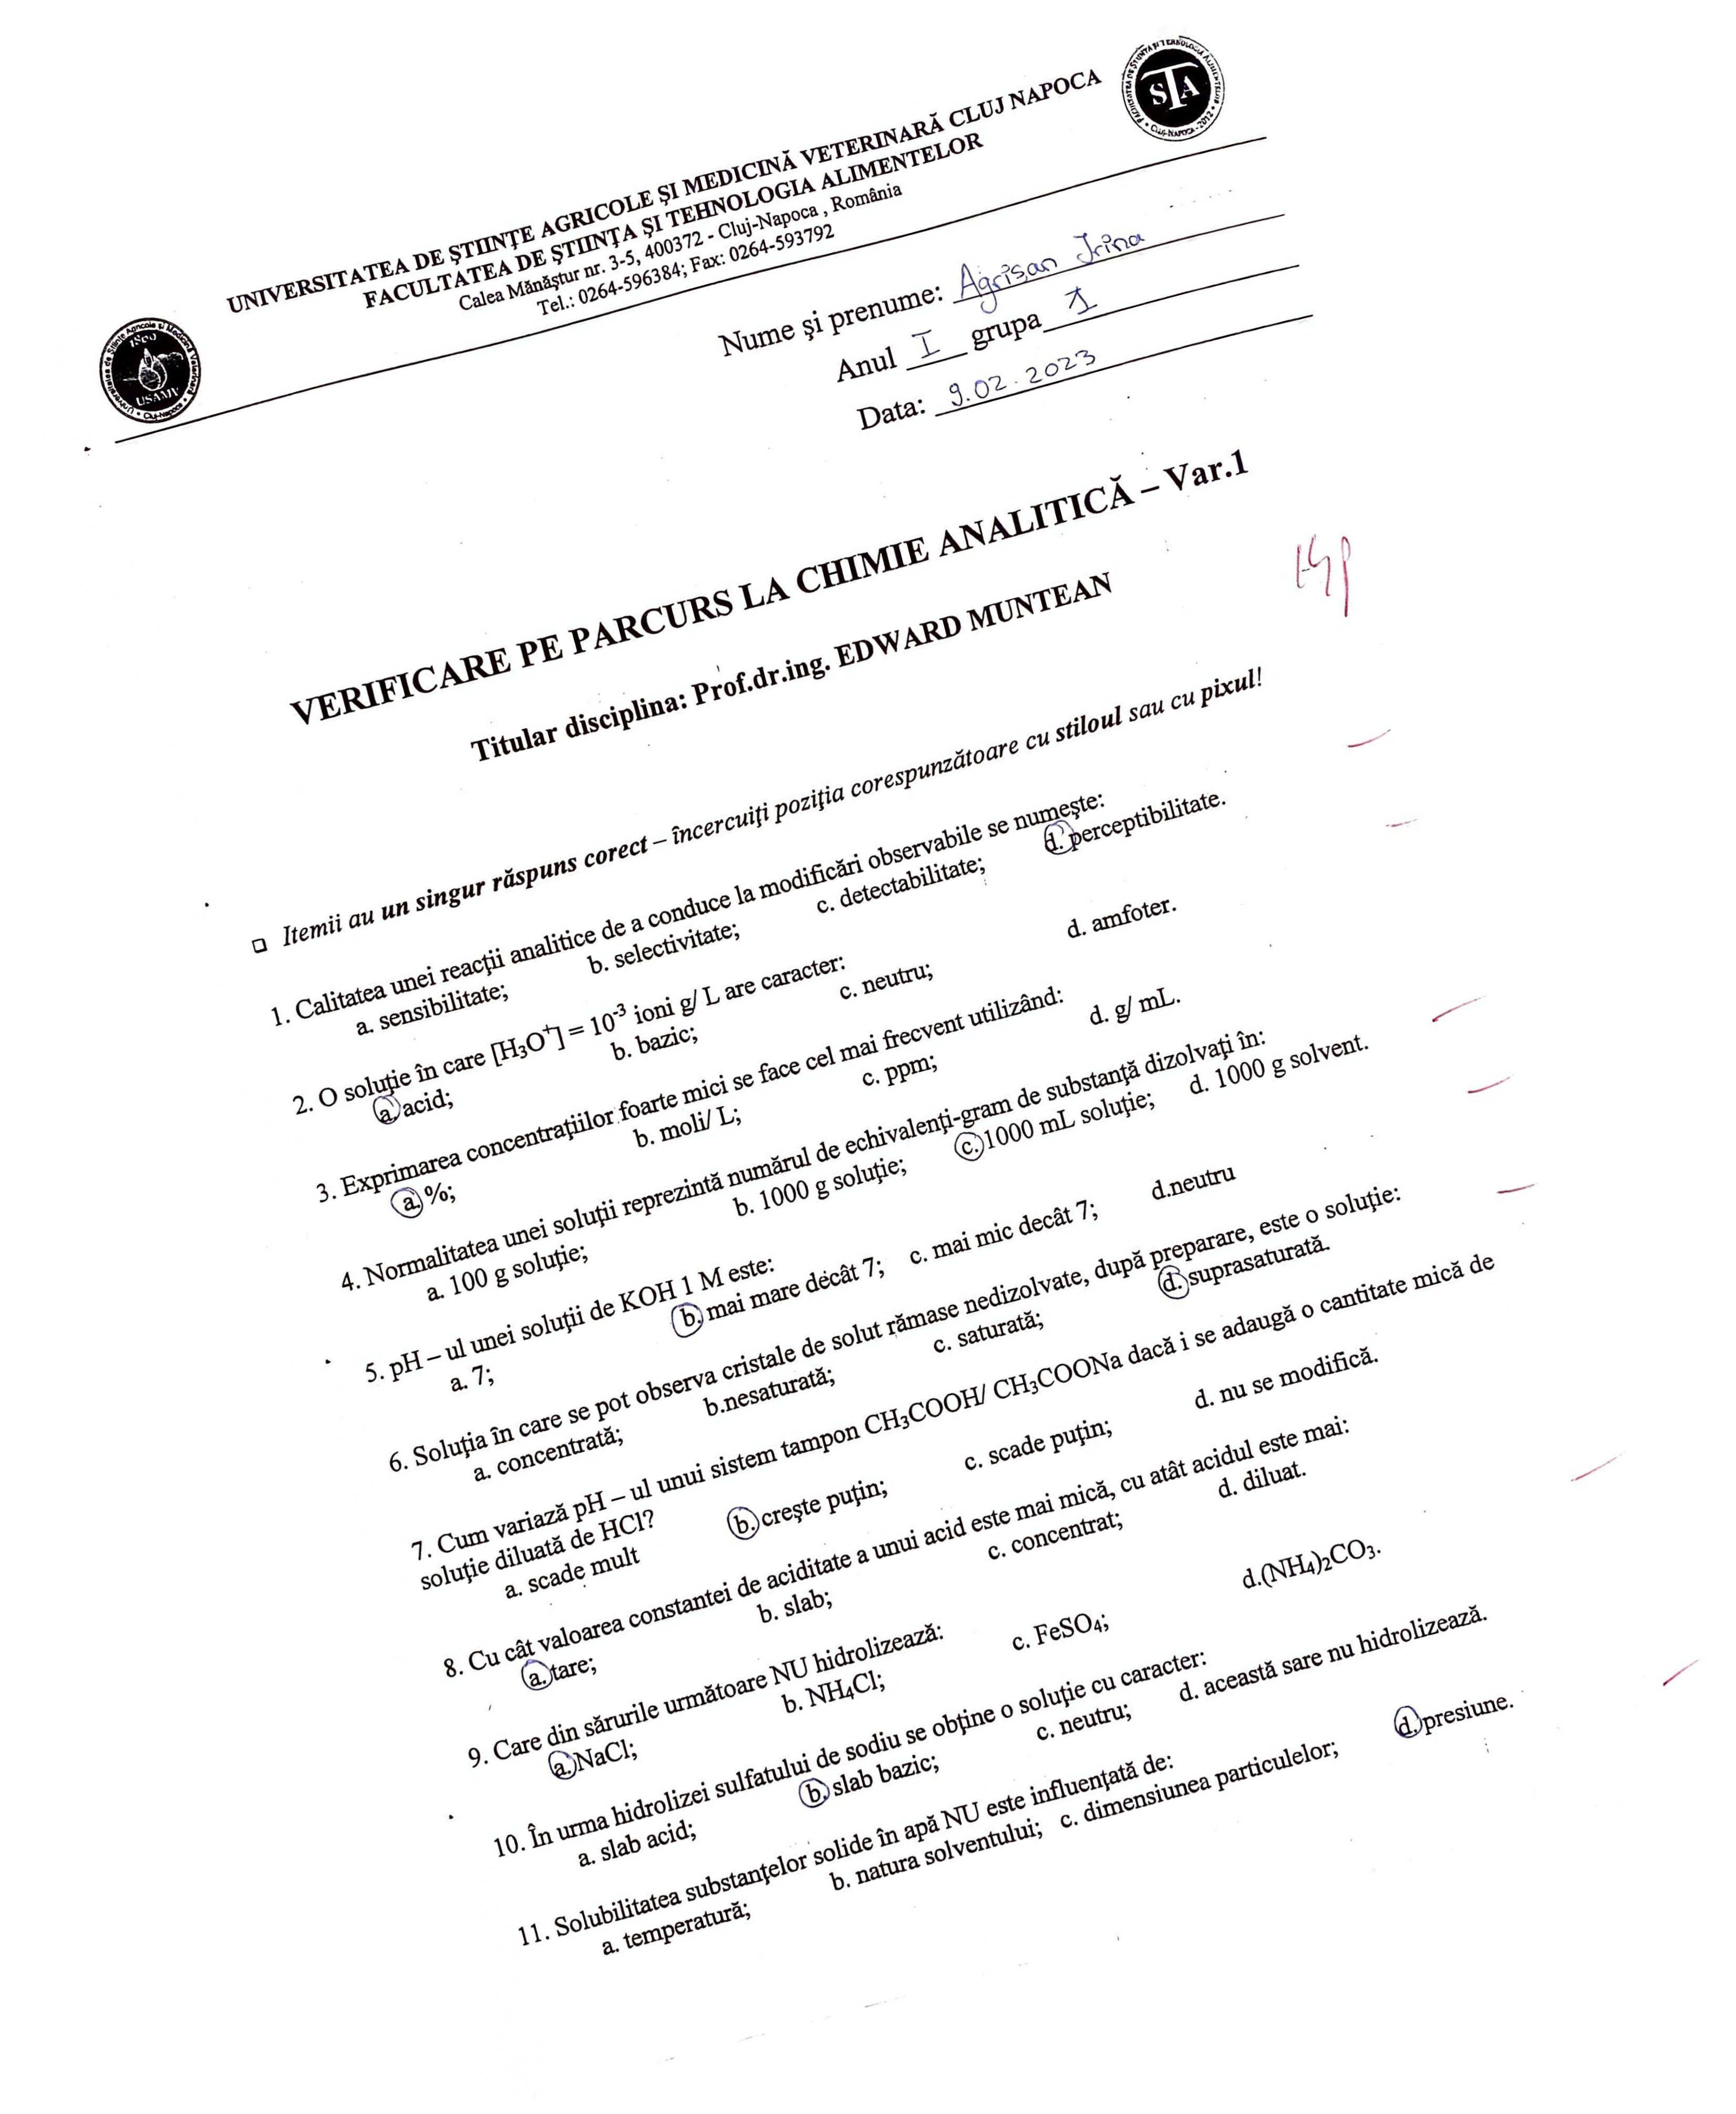 UNIVERSITATEA DE ŞTIINŢE AGRICOLE ŞI MEDICINĂ VETERINARĂ CLUJ NAPOCA
FACULTATEA DE ŞTIINŢA ŞI TEHNOLOGIA ALIMENTELOR
Calea Mănăştur nr. 3-5, 400372 - Cluj-Napoca , România
Tel.: 0264-596384; Fax: 0264-593792
STA
CLUJ-NAPOCA - 2012
USAMV
Nume şi prenume: Agrișan Irina
Anul I grupa 1
Data: 9.02.2023
VERIFICARE PE PARCURS LA CHIMIE ANALITICĂ – Var.1
Titular disciplina: Prof.dr.ing. EDWARD MUNTEAN
Itemii au un singur răspuns corect – încercuiţi poziţia corespunzătoare cu stiloul sau cu pixul!
1. Calitatea unei reacţii analitice de a conduce la modificări observabile se numeşte:
a. sensibilitate; b. selectivitate; c. detectabilitate; d. perceptibilitate.
2. O soluţie în care [H₃O⁺] = 10⁻³ ioni g/ L are caracter:
a. acid; b. bazic; c. neutru; d. amfoter.
3. Exprimarea concentraţiilor foarte mici se face cel mai frecvent utilizând:
a. %; b. moli/ L; c. ppm; d. g/ mL.
4. Normalitatea unei soluţii reprezintă numărul de echivalenţi-gram de substanţă dizolvaţi în:
a. 100 g soluţie; b. 1000 g soluţie; c. 1000 mL soluţie; d. 1000 g solvent.
5. pH – ul unei soluţii de KOH 1 M este:
a. 7; b. mai mare decât 7; c. mai mic decât 7; d.neutru
6. Soluţia în care se pot observa cristale de solut rămase nedizolvate, după preparare, este o soluţie:
a. concentrată; b.nesaturată; c. saturată; d. suprasaturată.
7. Cum variază pH – ul unui sistem tampon CH₃COOH/ CH₃COONa dacă i se adaugă o cantitate mică de
soluţie diluată de HCl?
a. scade mult b. creşte puţin; c. scade puţin; d. nu se modifică.
8. Cu cât valoarea constantei de aciditate a unui acid este mai mică, cu atât acidul este mai:
a. tare; b. slab; c. concentrat; d. diluat.
9. Care din sărurile următoare NU hidrolizează:
a. NaCl; b. NH₄Cl; c. FeSO₄; d.(NH₄)₂CO₃.
10. În urma hidrolizei sulfatului de sodiu se obţine o soluţie cu caracter:
a. slab acid; b. slab bazic; c. neutru; d. această sare nu hidrolizează.
11. Solubilitatea substanţelor solide în apă NU este influenţată de:
a. temperatură; b. natura solventului; c. dimensiunea particulelor; d. presiune.